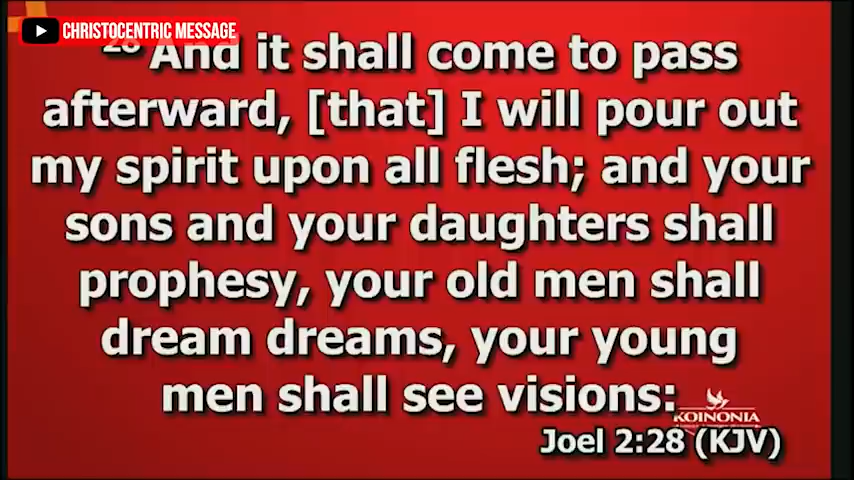 CHRISTOCENTRIC MESSAGE
28 And it shall come to pass
afterward, [that] I will pour out
my spirit upon all flesh; and your
sons and your daughters shall
prophesy, your old men shall
dream dreams, your young
men shall see visions:
KOINONIA
Joel 2:28 (KJV)